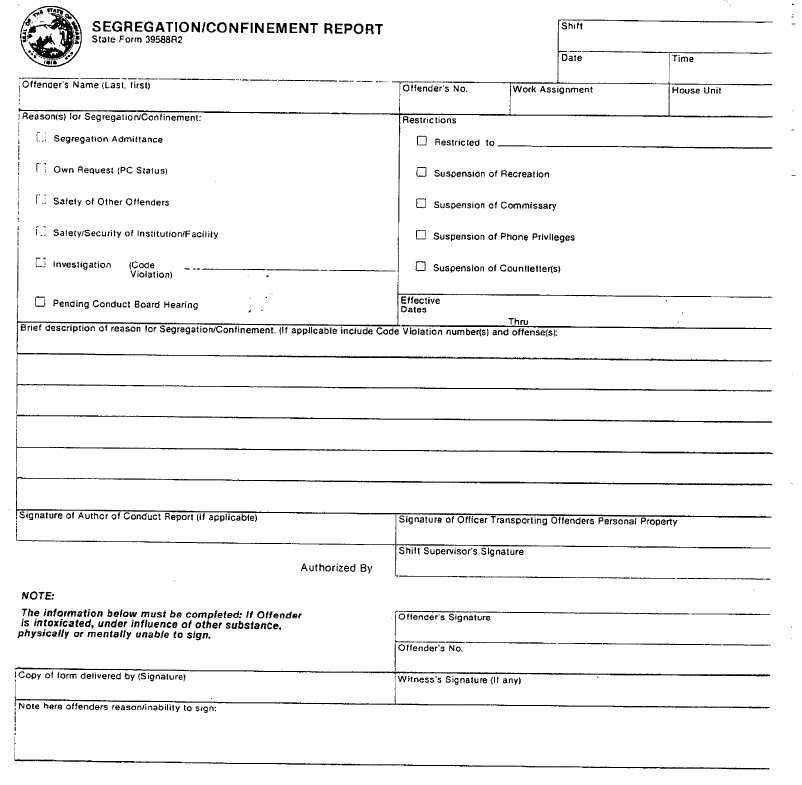 SEAL OF THE STATE OF INDIANA
1816
SEGREGATION/CONFINEMENT REPORT
State Form 39588R2
Shift
Date
Time
Offender's Name (Last, first)
Offender's No.
Work Assignment
House Unit
Reason(s) for Segregation/Confinement:
Segregation Admittance
Own Request (PC Status)
Safety of Other Offenders
Safety/Security of Institution/Facility
Investigation (Code
Violation)
Pending Conduct Board Hearing
Restrictions
Restricted to
Suspension of Recreation
Suspension of Commissary
Suspension of Phone Privileges
Suspension of Countletter(s)
Effective
Dates
Thru
Brief description of reason for Segregation/Confinement. (If applicable include Code Violation number(s) and offense(s):
Signature of Author of Conduct Report (if applicable)
Signature of Officer Transporting Offenders Personal Property
Authorized By
Shift Supervisor's Signature
NOTE:
The information below must be completed: If Offender
is intoxicated, under influence of other substance,
physically or mentally unable to sign.
Offender's Signature
Offender's No.
Copy of form delivered by (Signature)
Witness's Signature (If any)
Note here offenders reason/inability to sign: